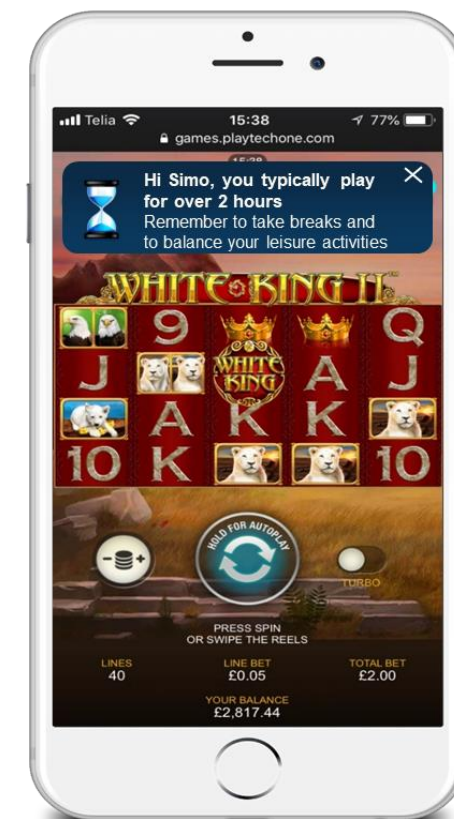 Telia 15:38 77%
games.playtechone.com
15:38
Hi Simo, you typically play
for over 2 hours
Remember to take breaks and
to balance your leisure activities
WHITE KING II™
9 Q
J A J
WHITE
KING
A K K
10 K 10
HOLD FOR AUTOPLAY
TURBO
PRESS SPIN
OR SWIPE THE REELS
LINES LINE BET TOTAL BET
40 £0.05 £2.00
YOUR BALANCE
£2,817.44